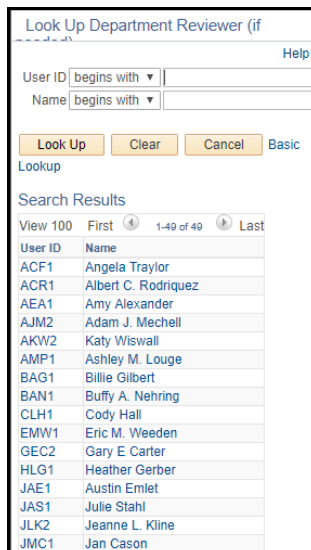 Look Up Department Reviewer (if
needed)
Help
User ID begins with
Name begins with
Look Up Clear Cancel Basic
Lookup
Search Results
View 100 First 1-49 of 49 Last
User ID Name
ACF1 Angela Traylor
ACR1 Albert C. Rodriquez
AEA1 Amy Alexander
AJM2 Adam J. Mechell
AKW2 Katy Wiswall
AMP1 Ashley M. Louge
BAG1 Billie Gilbert
BAN1 Buffy A. Nehring
CLH1 Cody Hall
EMW1 Eric M. Weeden
GEC2 Gary E Carter
HLG1 Heather Gerber
JAE1 Austin Emlet
JAS1 Julie Stahl
JLK2 Jeanne L. Kline
JMC1 Jan Cason